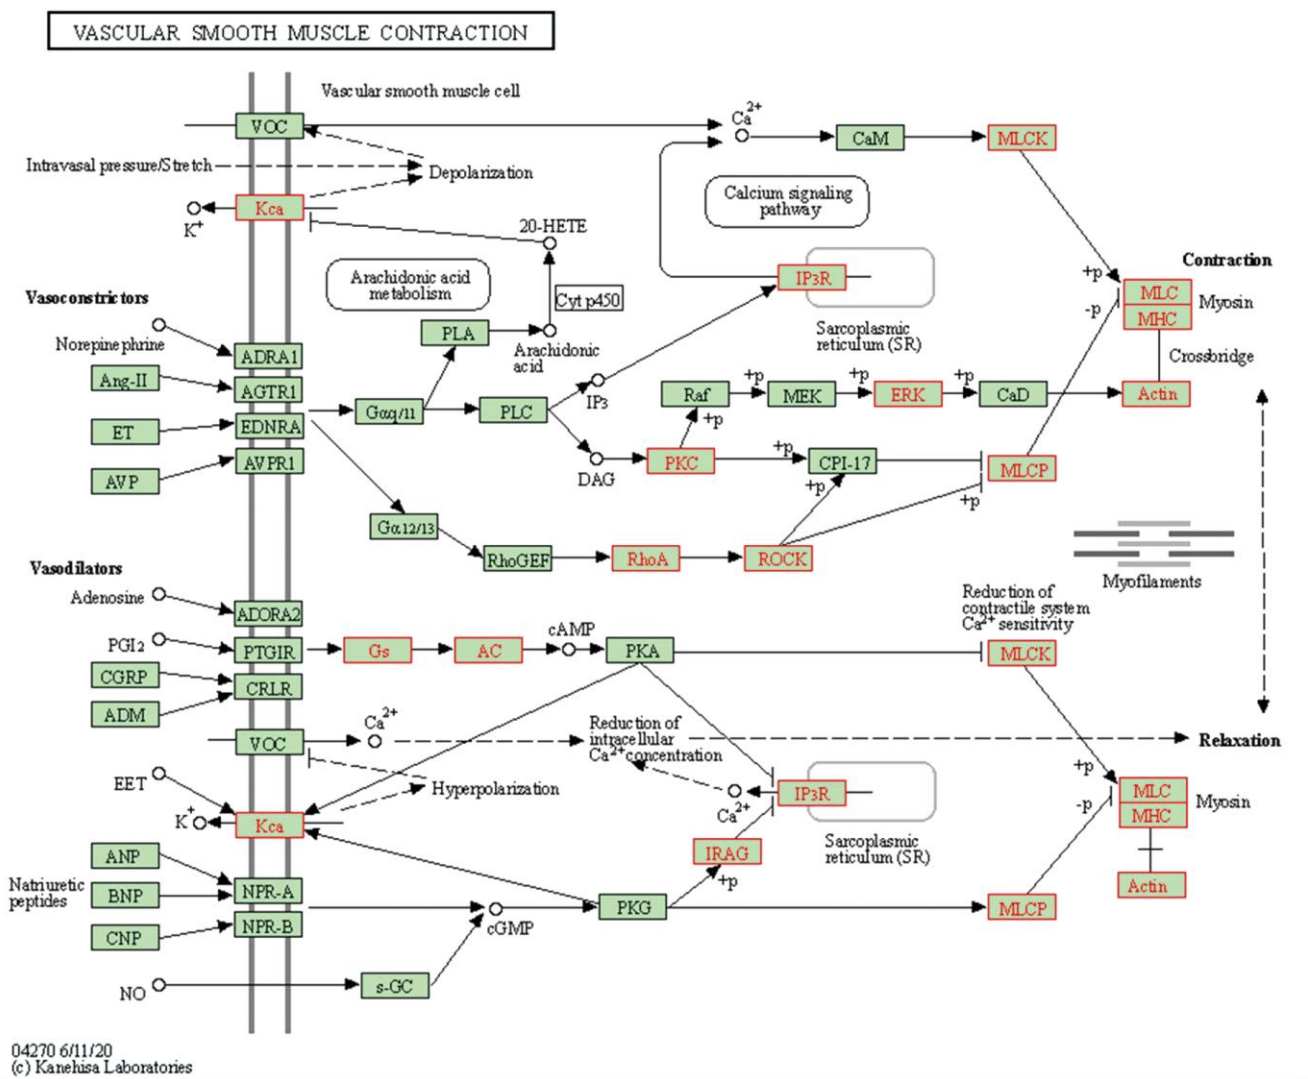 VASCULAR SMOOTH MUSCLE CONTRACTION
Vascular smooth muscle cell
VOC
Ca2+
CaM
MLCK
Intravasal pressure/Stretch
Depolarization
Kca
K+
20-HETE
Calcium signaling
pathway
Arachidonic acid
metabolism
Cyt p450
IP3R
Sarcoplasmic
reticulum (SR)
+p
-p
Contraction
MLC
MHC
Myosin
Crossbridge
Vasoconstrictors
Norepinephrine
ADRA1
Ang-II
AGTR1
ET
EDNRA
AVP
AVPR1
PLA
Arachidonic
acid
Gαq/11
PLC
IP3
DAG
Raf
+p
MEK
+p
ERK
+p
CaD
Actin
+p
PKC
+p
CPI-17
MLCP
+p
+p
Gα12/13
RhoGEF
RhoA
ROCK
Myofilaments
Vasodilators
Adenosine
ADORA2
PGI2
PTGIR
Gs
AC
cAMP
PKA
Reduction of
contractile system
Ca2+ sensitivity
MLCK
CGRP
CRLR
ADM
VOC
Ca2+
Reduction of
intracellular
Ca2+concentration
Relaxation
EET
Hyperpolarization
K+
Kca
Ca2+
IP3R
Sarcoplasmic
reticulum (SR)
+p
-p
MLC
MHC
Myosin
Actin
IRAG
+p
ANP
Natriuretic
peptides
BNP
CNP
NPR-A
NPR-B
cGMP
PKG
MLCP
NO
s-GC
04270 6/11/20
(c) Kanehisa Laboratories